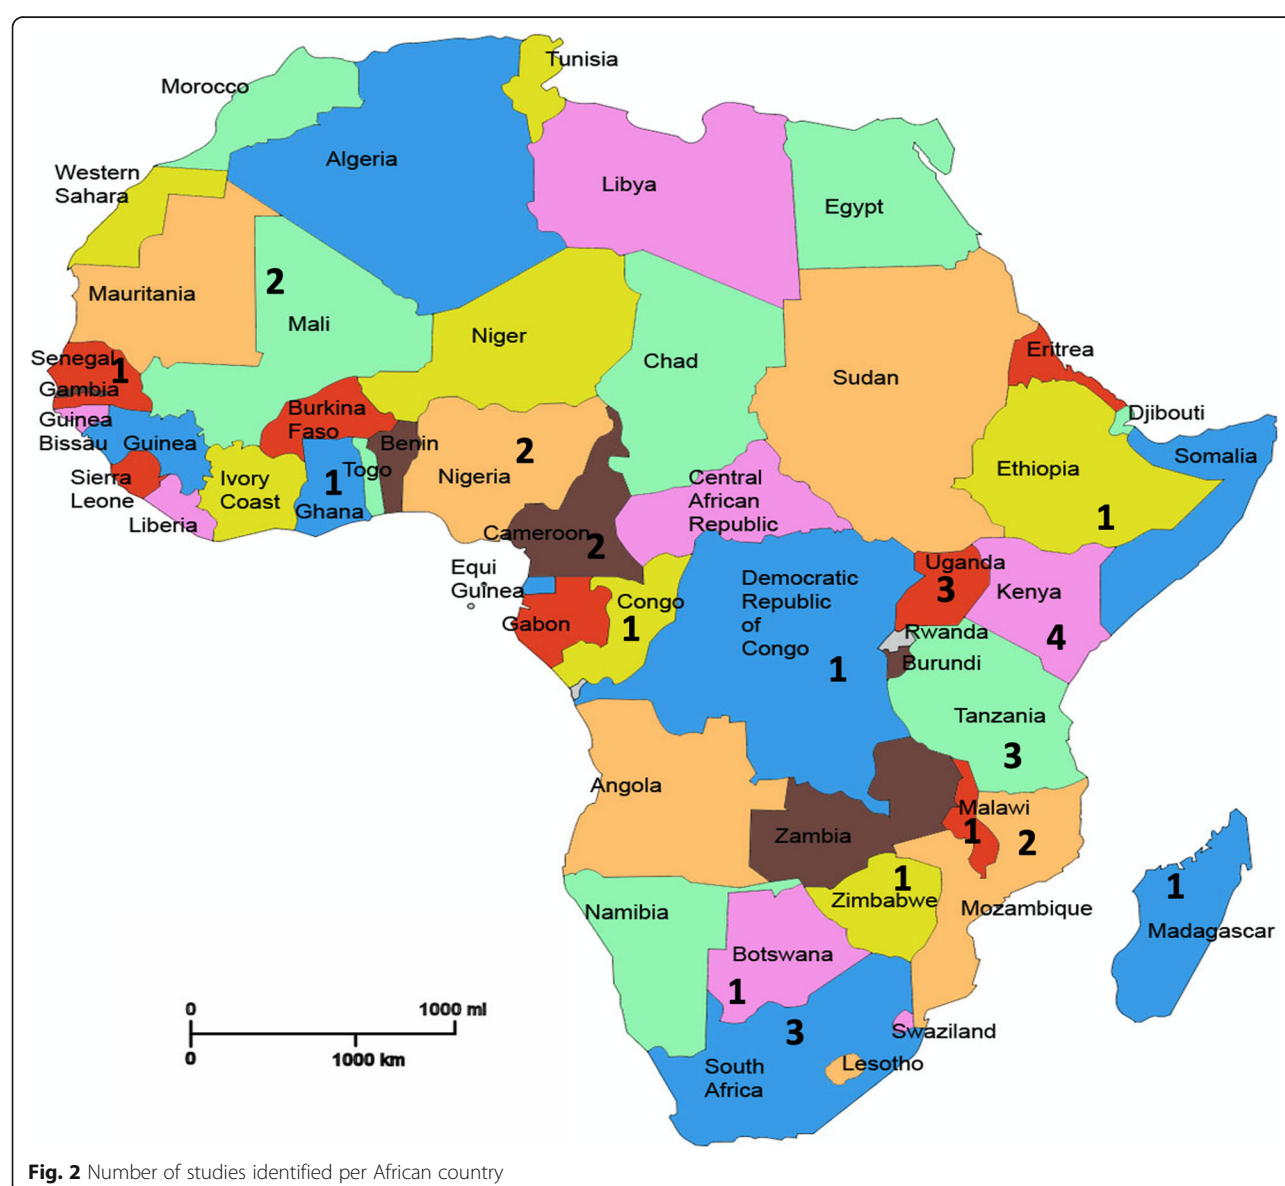 Tunisia
Morocco
Algeria
Western
Sahara
Libya
Egypt
2
Mauritania
Mali
Niger
Chad
Sudan
Eritrea
Senegal
1
Gambia
Guinea
Bissau
Guinea
Burkina
Faso
Benin
Djibouti
2
Nigeria
Togo
Ivory
Coast
1
Ghana
Sierra
Leone
Liberia
Central
African
Republic
Ethiopia
1
Somalia
Cameroon
2
Equi
Guinea
Gabon
Congo
1
Democratic
Republic
of
Congo
1
Uganda
3
Kenya
4
Rwanda
Burundi
Tanzania
3
Angola
Zambia
Malawi
1
2
Mozambique
1
Zimbabwe
Namibia
Botswana
1
1
Madagascar
3
Swaziland
South
Africa
Lesotho
0
1000 mi
0
1000 km
Fig. 2 Number of studies identified per African country